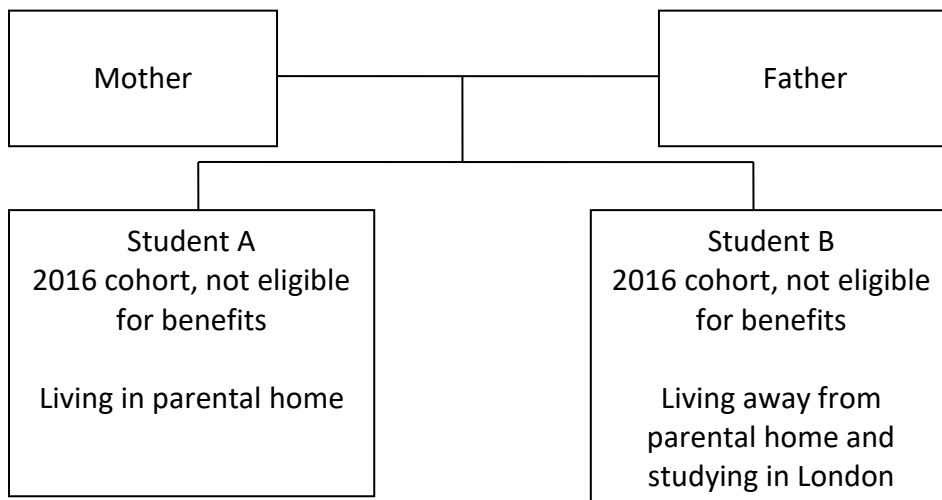 Mother
Father
Student A
2016 cohort, not eligible
for benefits
Living in parental home
Student B
2016 cohort, not eligible
for benefits
Living away from
parental home and
studying in London